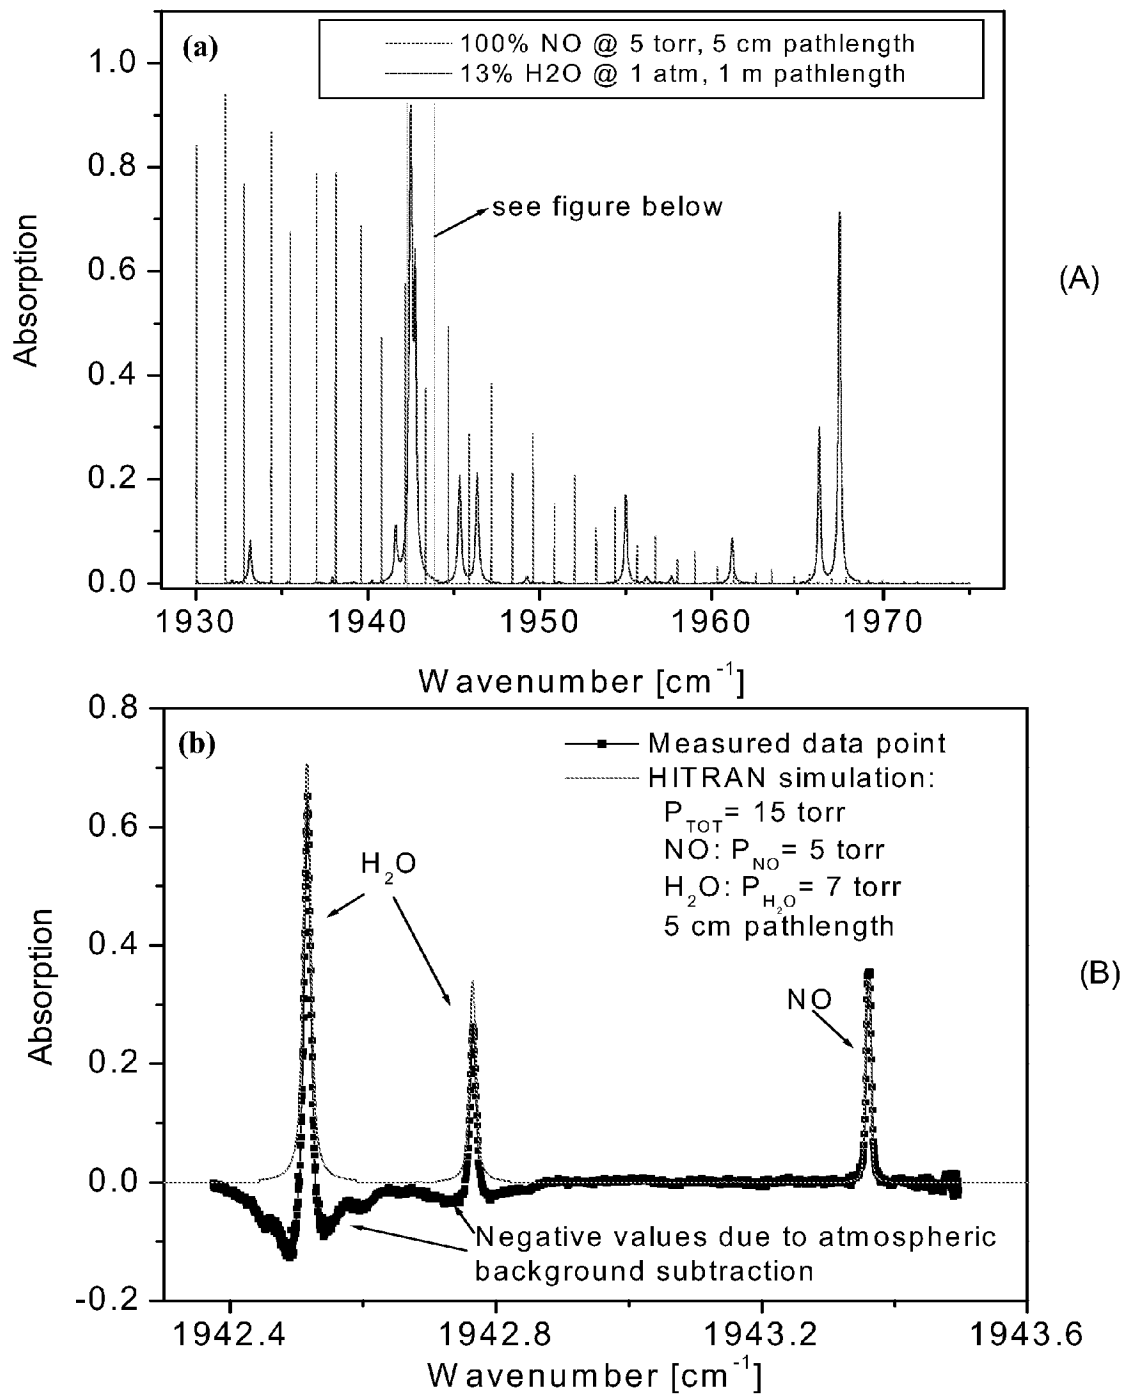 (a)
100% NO @ 5 torr, 5 cm pathlength
13% H2O @ 1 atm, 1 m pathlength
1.0
0.8
0.6
0.4
0.2
0.0
Absorption
see figure below
(A)
1930 1940 1950 1960 1970
Wavenumber [cm⁻¹]
(b)
Measured data point
HITRAN simulation:
P_TOT= 15 torr
NO: P_NO= 5 torr
H₂O: P_H₂O= 7 torr
5 cm pathlength
0.8
0.6
0.4
0.2
0.0
-0.2
Absorption
H₂O
NO
(B)
Negative values due to atmospheric
background subtraction
1942.4 1942.8 1943.2 1943.6
Wavenumber [cm⁻¹]